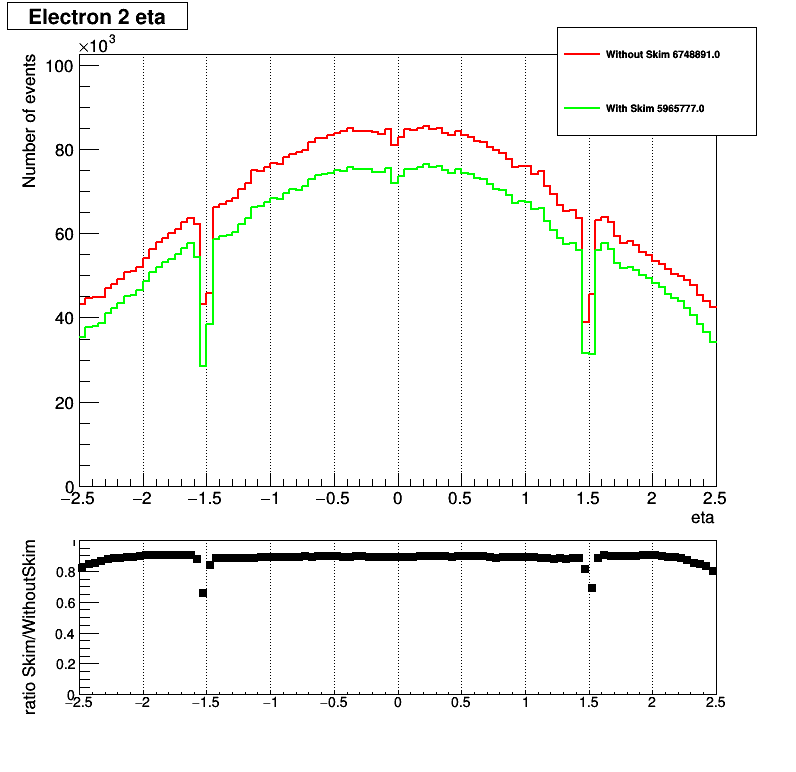 Electron 2 eta
×10³
Number of events
100
80
60
40
20
0
−2.5 −2 −1.5 −1 −0.5 0 0.5 1 1.5 2 2.5
eta
Without Skim 6748891.0
With Skim 5965777.0
ratio Skim/WithoutSkim
1
0.8
0.6
0.4
0.2
0
−2.5 −2 −1.5 −1 −0.5 0 0.5 1 1.5 2 2.5